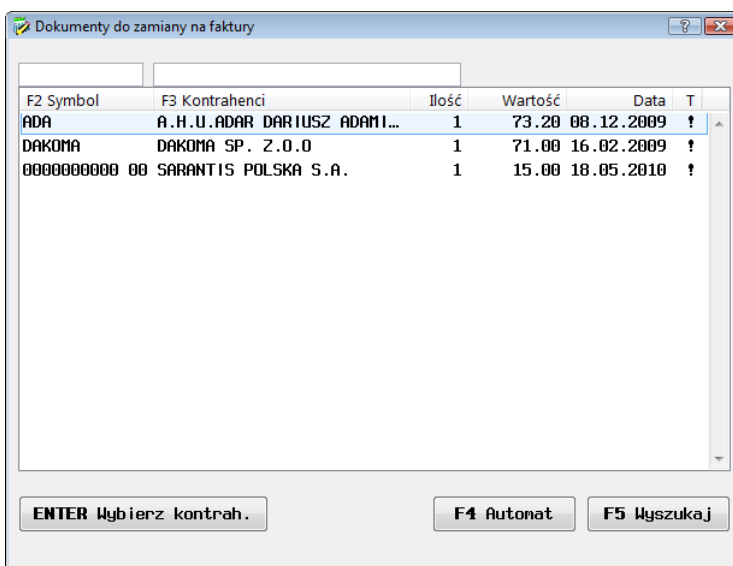 Dokumenty do zamiany na faktury
F2 Symbol F3 Kontrahenci Ilość Wartość Data T
ADA A.H.U.ADAR DARIUSZ ADAMI... 1 73.20 08.12.2009 !
DAKOMA DAKOMA SP. Z.O.O 1 71.00 16.02.2009 !
0000000000 00 SARANTIS POLSKA S.A. 1 15.00 18.05.2010 !
ENTER Wybierz kontrah. F4 Automat F5 Wyszukaj